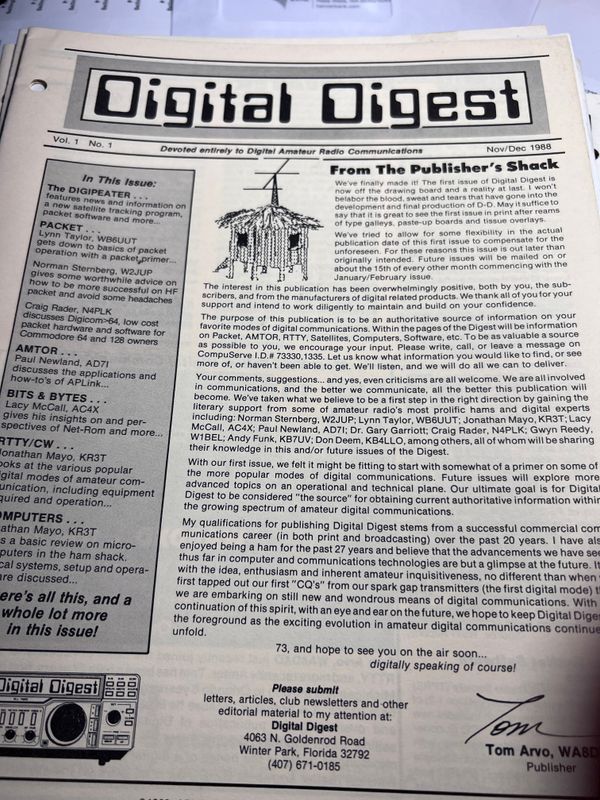 Digital Digest
Vol. 1 No. 1
Devoted entirely to Digital Amateur Radio Communications
Nov/Dec 1988
In This Issue:
The DIGIPEATER . . .
features news and information on
a new satellite tracking program,
packet software and more...
PACKET . . .
Lynn Taylor, WB6UUT
gets down to basics of packet
operation with a packet primer...
Norman Sternberg, W2JUP
gives some worthwhile advice on
how to be more successful on HF
packet and avoid some headaches
Craig Rader, N4PLK
discusses Digicom>64, low cost
packet hardware and software for
Commodore 64 and 128 owners
AMTOR . . .
Paul Newland, AD7I
discusses the applications and
how-to's of APLink...
BITS & BYTES . . .
Lacy McCall, AC4X
gives his insights on and per-
spectives of Net-Rom and more...
RTTY/CW . . .
Jonathan Mayo, KR3T
ooks at the various popular
igital modes of amateur com-
unication, including equipment
quired and operation...
OMPUTERS . . .
nathan Mayo, KR3T
s a basic review on micro-
puters in the ham shack.
cal systems, setup and opera-
are discussed...
ere's all this, and a
whole lot more
in this issue!
Digital Digest
From The Publisher's Shack
We've finally made it! The first issue of Digital Digest is
now off the drawing board and a reality at last. I won't
belabor the blood, sweat and tears that have gone into the
development and final production of D-D. May it suffice to
say that it is great to see the first issue in print after reams
of type galleys, paste-up boards and tissue overlays.
We've tried to allow for some flexibility in the actual
publication date of this first issue to compensate for the
unforeseen. For these reasons this issue is out later than
originally intended. Future issues will be mailed on or
about the 15th of every other month commencing with the
January/February issue.
The interest in this publication has been overwhelmingly positive, both by you, the sub-
scribers, and from the manufacturers of digital related products. We thank all of you for your
support and intend to work diligently to maintain and build on your confidence.
The purpose of this publication is to be an authoritative source of information on your
favorite modes of digital communications. Within the pages of the Digest will be information
on Packet, AMTOR, RTTY, Satellites, Computers, Software, etc. To be as valuable a source
as possible to you, we encourage your input. Please write, call, or leave a message on
CompuServe I.D.# 73330,1335. Let us know what information you would like to find, or see
more of, or haven't been able to get. We'll listen, and we will do all we can to deliver.
Your comments, suggestions... and yes, even criticisms are all welcome. We are all involved
in communications, and the better we communicate, all the better this publication will
become. We've taken what we believe to be a first step in the right direction by gaining the
literary support from some of amateur radio's most prolific hams and digital experts
including: Norman Sternberg, W2JUP; Lynn Taylor, WB6UUT; Jonathan Mayo, KR3T; Lacy
McCall, AC4X; Paul Newland, AD7I; Dr. Gary Garriott; Craig Rader, N4PLK; Gwyn Reedy,
W1BEL; Andy Funk, KB7UV; Don Deem, KB4LLO, among others, all of whom will be sharing
their knowledge in this and/or future issues of the Digest.
With our first issue, we felt it might be fitting to start with somewhat of a primer on some of
the more popular modes of digital communications. Future issues will explore more
advanced topics on an operational and technical plane. Our ultimate goal is for Digital
Digest to be considered "the source" for obtaining current authoritative information within
the growing spectrum of amateur digital communications.
My qualifications for publishing Digital Digest stems from a successful commercial com-
munications career (in both print and broadcasting) over the past 20 years. I have als
enjoyed being a ham for the past 27 years and believe that the advancements we have see
thus far in computer and communications technologies are but a glimpse at the future. It
with the idea, enthusiasm and inherent amateur inquisitiveness, no different than when
first tapped out our first "CQ's" from our spark gap transmitters (the first digital mode) t
we are embarking on still new and wondrous means of digital communications. With
continuation of this spirit, with an eye and ear on the future, we hope to keep Digital Diges
the foreground as the exciting evolution in amateur digital communications continue
unfold.
73, and hope to see you on the air soon...
digitally speaking of course!
Please submit
letters, articles, club newsletters and other
editorial material to my attention at:
Digital Digest
4063 N. Goldenrod Road
Winter Park, Florida 32792
(407) 671-0185
Tom
Tom Arvo, WA8D
Publisher